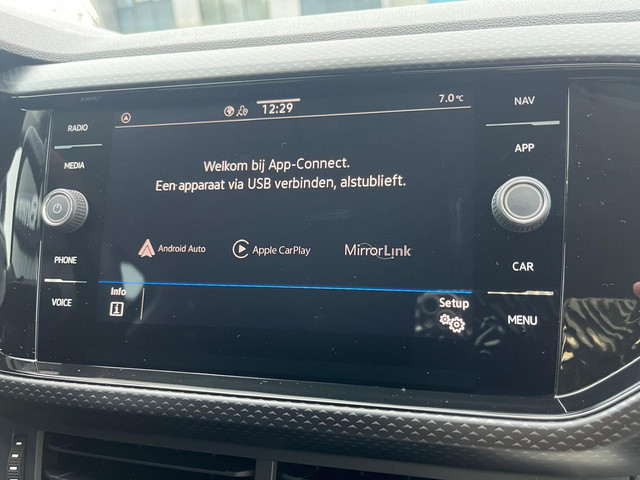 RADIO
MEDIA
PHONE
VOICE
12:29
7.0°C
Welkom bij App-Connect.
Een apparaat via USB verbinden, alstublieft.
Android Auto
Apple CarPlay
MirrorLink
Info
Setup
NAV
APP
CAR
MENU